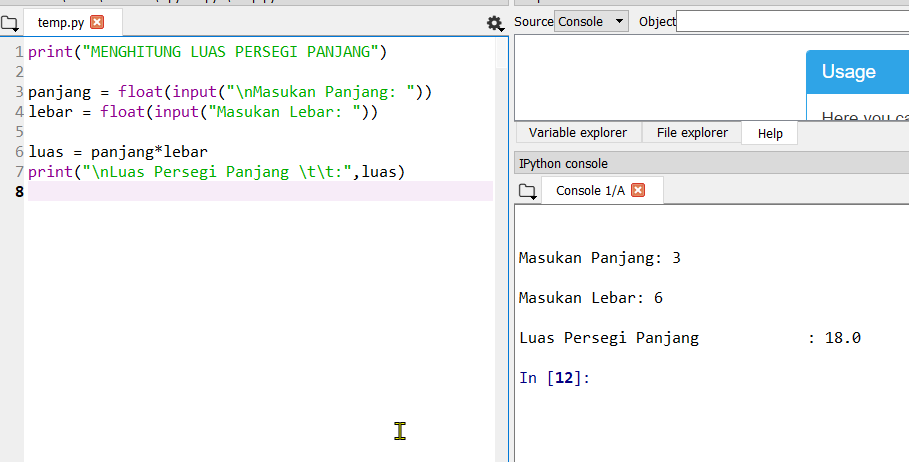 temp.py
1 print("MENGHITUNG LUAS PERSEGI PANJANG")
2
3 panjang = float(input("\nMasukan Panjang: "))
4 lebar = float(input("Masukan Lebar: "))
5
6 luas = panjang*lebar
7 print("\nLuas Persegi Panjang \t\t:",luas)
8
Source Console Object
Usage
Here you ca
Variable explorer File explorer Help
IPython console
Console 1/A
Masukan Panjang: 3
Masukan Lebar: 6
Luas Persegi Panjang : 18.0
In [12]: